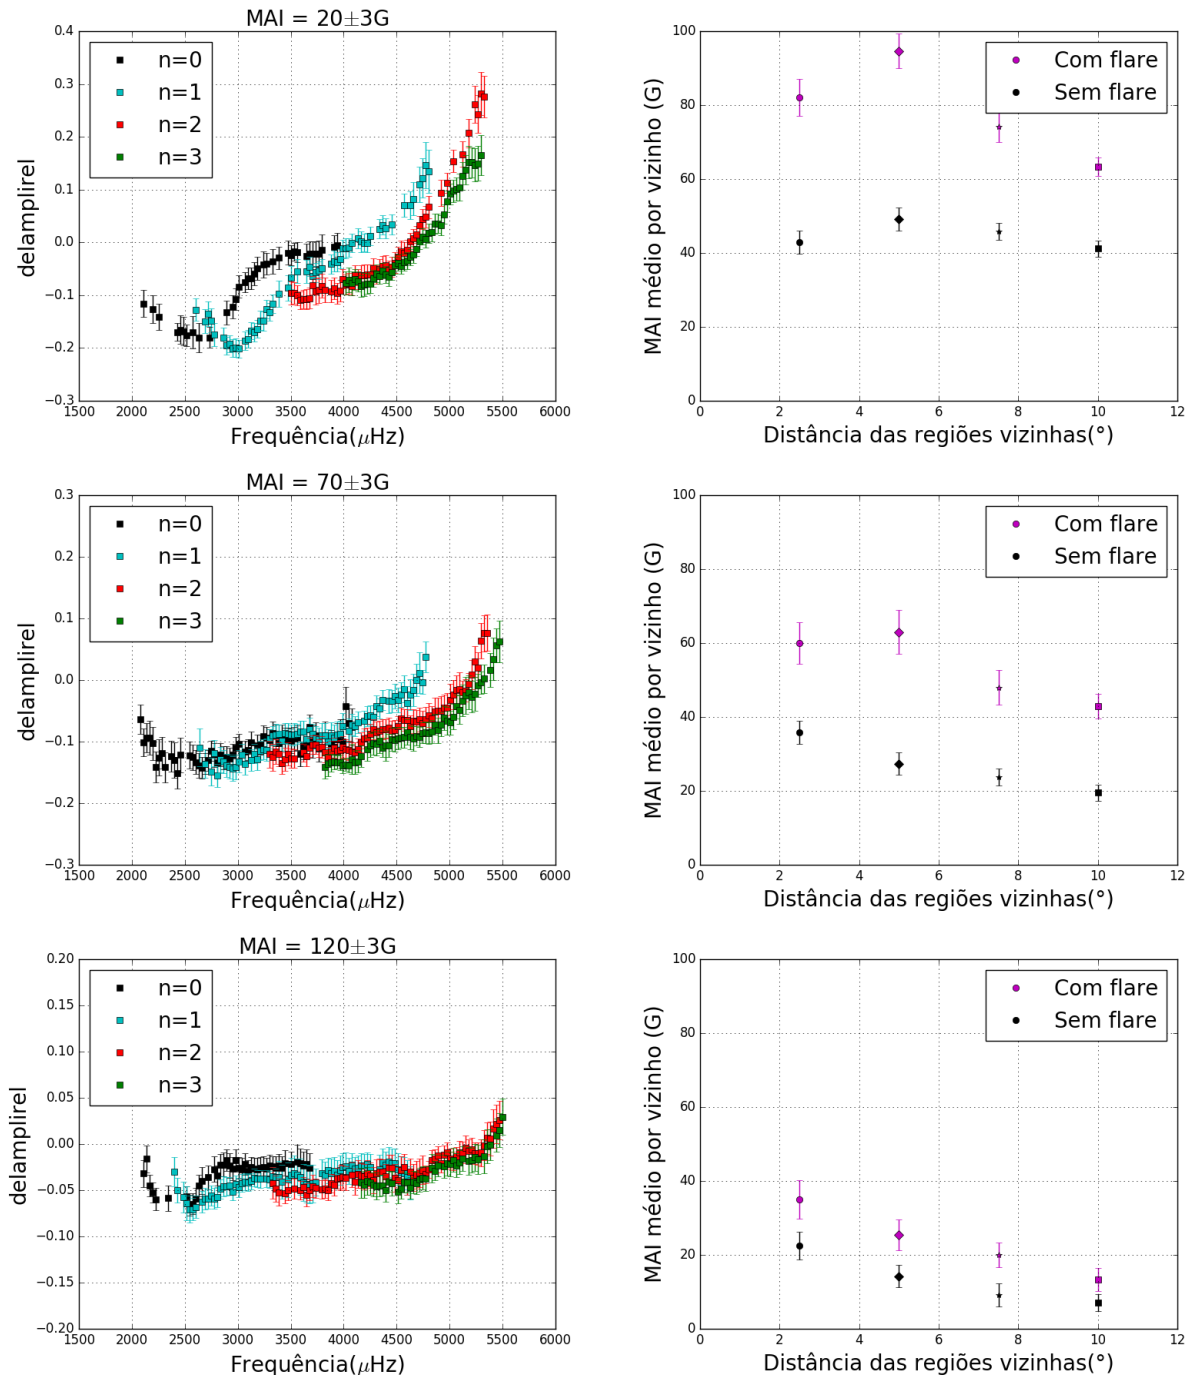 MAI = 20±3G
0.4
0.3
0.2
0.1
0.0
−0.1
−0.2
−0.3
delamplirel
n=0
n=1
n=2
n=3
1500 2000 2500 3000 3500 4000 4500 5000 5500 6000
Frequência(μHz)
100
80
60
40
20
0
MAI médio por vizinho (G)
Com flare
Sem flare
0 2 4 6 8 10 12
Distância das regiões vizinhas(°)
MAI = 70±3G
0.3
0.2
0.1
0.0
−0.1
−0.2
−0.3
delamplirel
n=0
n=1
n=2
n=3
1500 2000 2500 3000 3500 4000 4500 5000 5500 6000
Frequência(μHz)
100
80
60
40
20
0
MAI médio por vizinho (G)
Com flare
Sem flare
0 2 4 6 8 10 12
Distância das regiões vizinhas(°)
MAI = 120±3G
0.20
0.15
0.10
0.05
0.00
−0.05
−0.10
−0.15
−0.20
delamplirel
n=0
n=1
n=2
n=3
1500 2000 2500 3000 3500 4000 4500 5000 5500 6000
Frequência(μHz)
100
80
60
40
20
0
MAI médio por vizinho (G)
Com flare
Sem flare
0 2 4 6 8 10 12
Distância das regiões vizinhas(°)